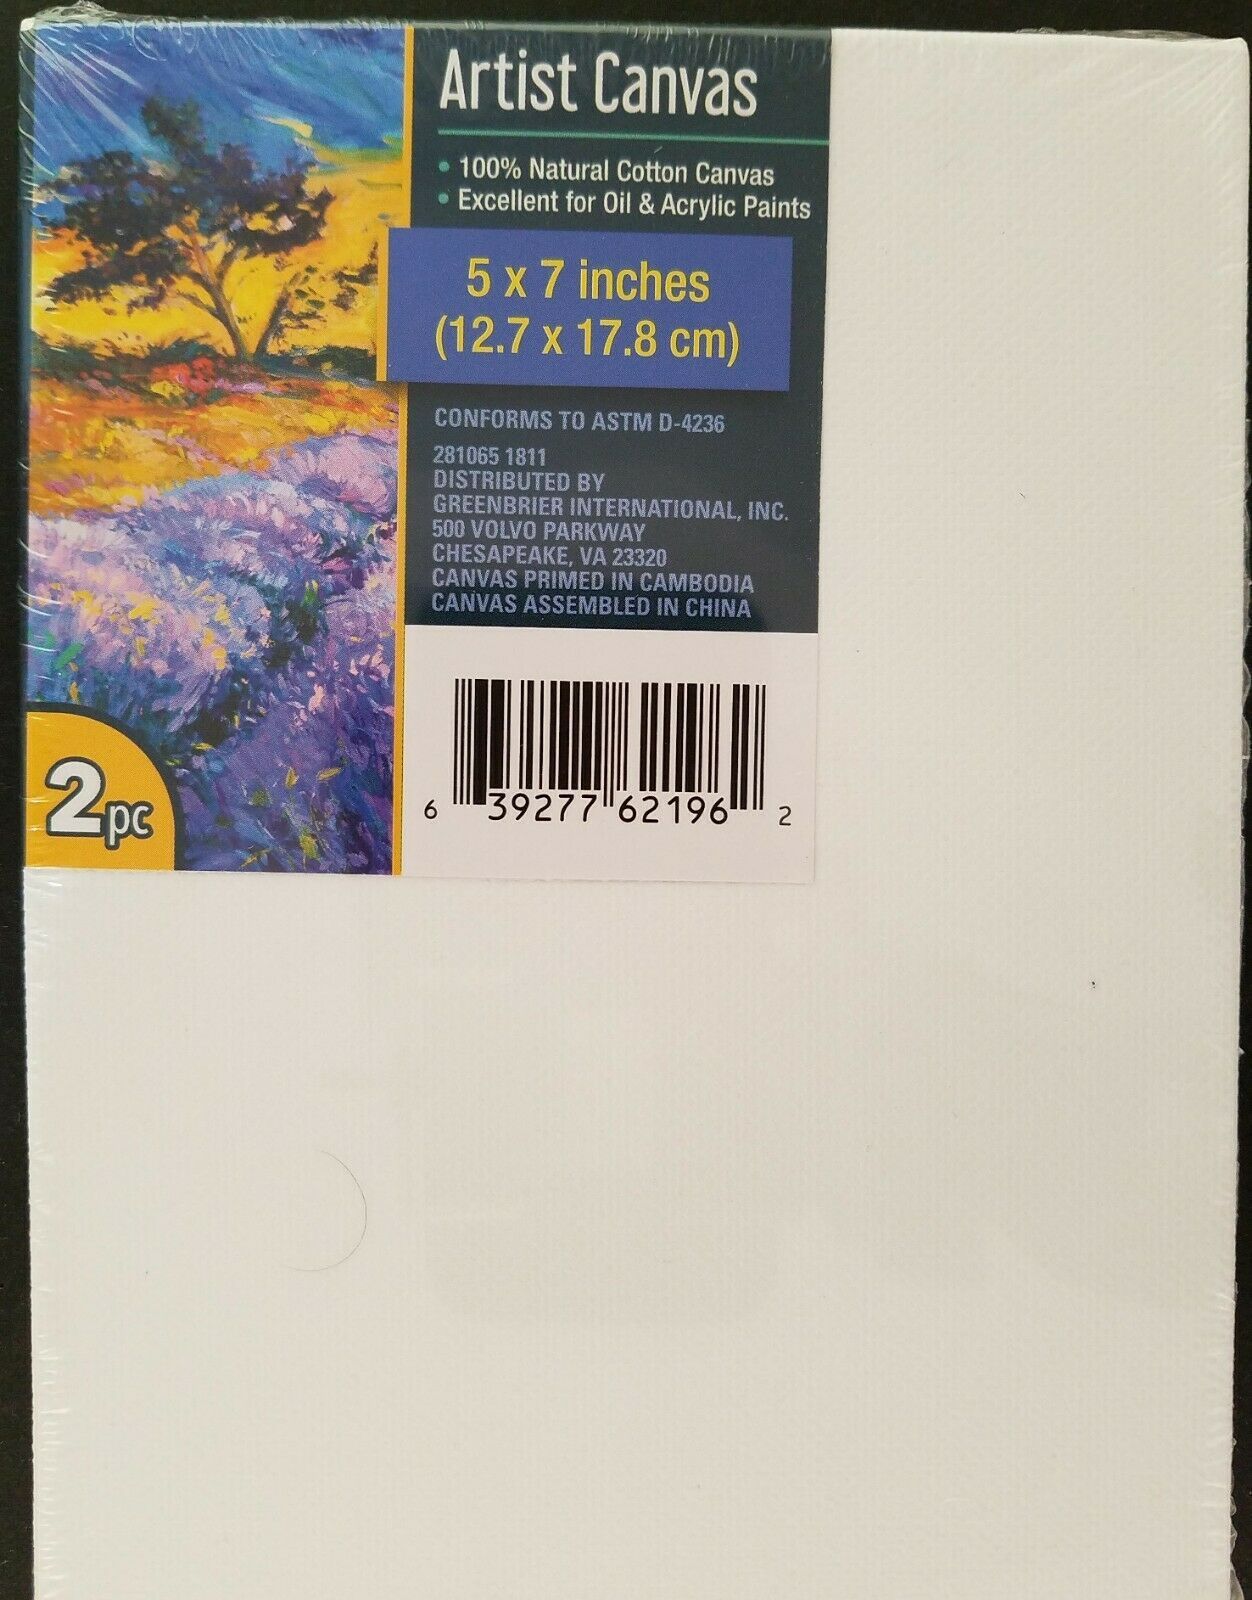 Artist Canvas
• 100% Natural Cotton Canvas
• Excellent for Oil & Acrylic Paints
5 x 7 inches
(12.7 x 17.8 cm)
CONFORMS TO ASTM D-4236
281065 1811
DISTRIBUTED BY
GREENBRIER INTERNATIONAL, INC.
500 VOLVO PARKWAY
CHESAPEAKE, VA 23320
CANVAS PRIMED IN CAMBODIA
CANVAS ASSEMBLED IN CHINA
2pc
6 39277 62196 2